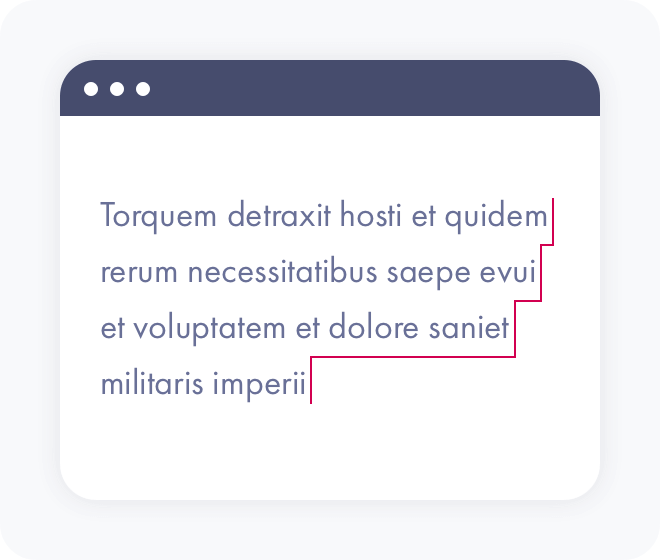 Torquem detraxit hosti et quidem
rerum necessitatibus saepe evui
et voluptatem et dolore saniet
militaris imperii